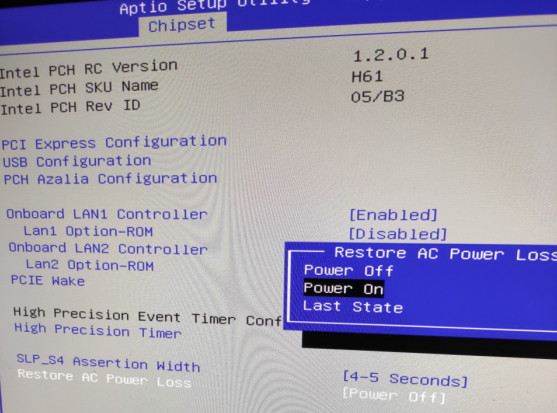 Aptio Setup Utility
Chipset
Intel PCH RC Version 1.2.0.1
Intel PCH SKU Name H61
Intel PCH Rev ID 05/B3
PCI Express Configuration
USB Configuration
PCH Azalia Configuration
Onboard LAN1 Controller [Enabled]
Lan1 Option-ROM [Disabled]
Onboard LAN2 Controller
Lan2 Option-ROM
PCIE Wake
Restore AC Power Loss
Power Off
Power On
Last State
High Precision Event Timer Conf
High Precision Timer
SLP_S4 Assertion Width [4-5 Seconds]
Restore AC Power Loss [Power Off]